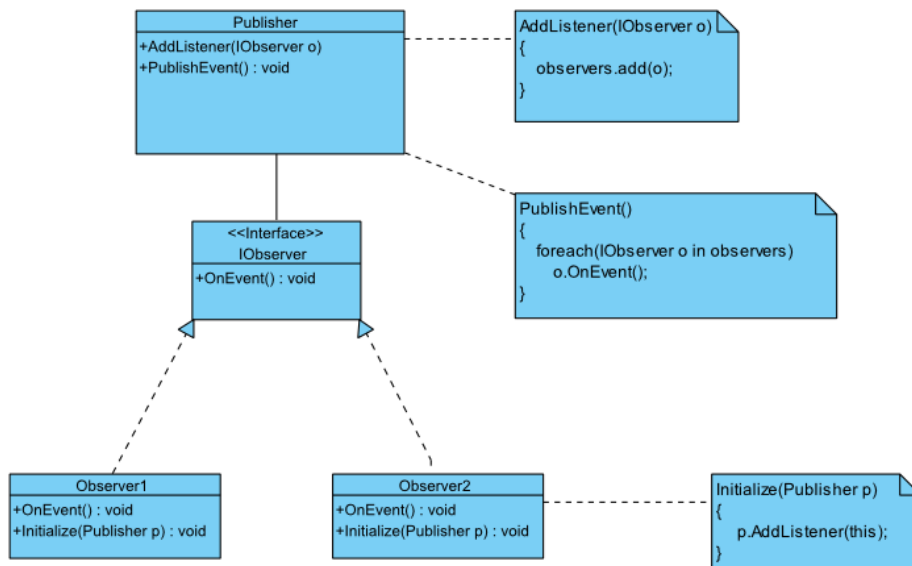 Publisher
+AddListener(IObserver o)
+PublishEvent() : void
AddListener(IObserver o)
{
observers.add(o);
}
PublishEvent()
{
foreach(IObserver o in observers)
o.OnEvent();
}
<<Interface>>
IObserver
+OnEvent() : void
Observer1
+OnEvent() : void
+Initialize(Publisher p) : void
Observer2
+OnEvent() : void
+Initialize(Publisher p) : void
Initialize(Publisher p)
{
p.AddListener(this);
}